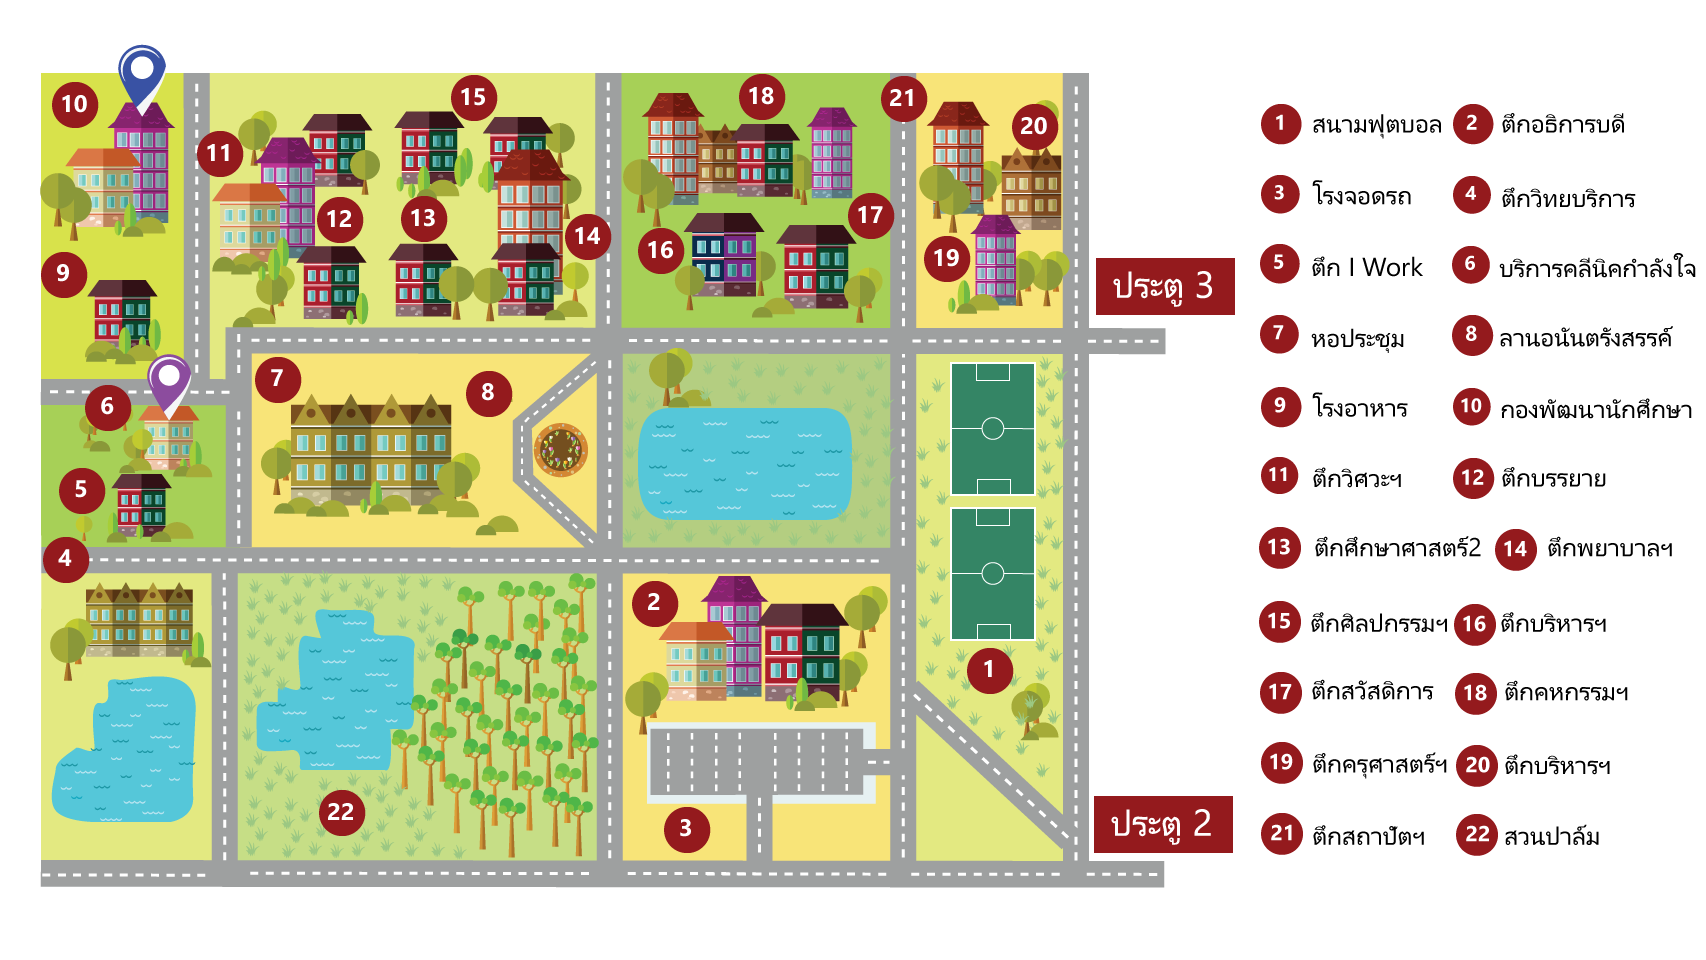 10
15
18
21
20
11
12
13
14
17
16
19
9
ประตู 3
7
8
6
5
4
2
1
22
3
ประตู 2
1 สนามฟุตบอล 2 ตึกอธิการบดี
3 โรงจอดรถ 4 ตึกวิทยบริการ
5 ตึก I Work 6 บริการคลีนิคกำลังใจ
7 หอประชุม 8 ลานอนันตรังสรรค์
9 โรงอาหาร 10 กองพัฒนานักศึกษา
11 ตึกวิศวะฯ 12 ตึกบรรยาย
13 ตึกศึกษาศาสตร์2 14 ตึกพยาบาลฯ
15 ตึกศิลปกรรมฯ 16 ตึกบริหารฯ
17 ตึกสวัสดิการ 18 ตึกคหกรรมฯ
19 ตึกครุศาสตร์ฯ 20 ตึกบริหารฯ
21 ตึกสถาปัตฯ 22 สวนปาล์ม